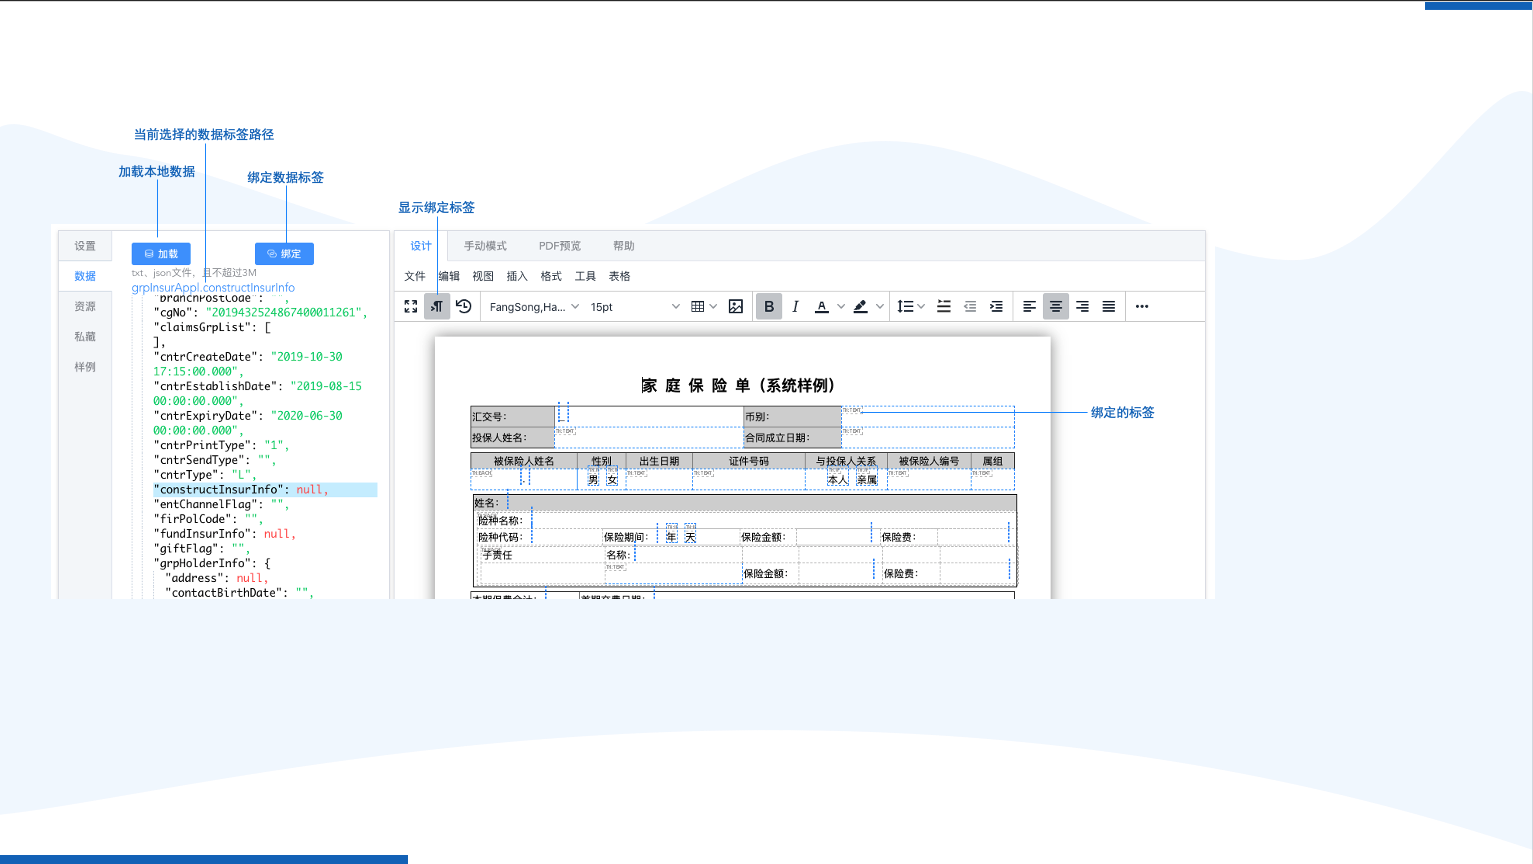 当前选择的数据标签路径
加载本地数据
绑定数据标签
显示绑定标签
设置
数据
资源
私藏
样例
加载
绑定
txt、json文件，且不超过3M
grpInsurAppl.constructInsurInfo
"branchPostCode": "",
"cgNo": "2019432524867400011261",
"claimsGrpList": [
],
"cntrCreateDate": "2019-10-30
17:15:00.000",
"cntrEstablishDate": "2019-08-15
00:00:00.000",
"cntrExpiryDate": "2020-06-30
00:00:00.000",
"cntrPrintType": "1",
"cntrSendType": "",
"cntrType": "L",
"constructInsurInfo": null,
"entChannelFlag": "",
"firPolCode": "",
"fundInsurInfo": null,
"giftFlag": "",
"grpHolderInfo": {
"address": null,
"contactBirthDate": "",
设计 手动模式 PDF预览 帮助
文件 编辑 视图 插入 格式 工具 表格
FangSong,Ha... 15pt B I A
家 庭 保 险 单（系统样例）
汇交号： 币别：
投保人姓名： 合同成立日期：
绑定的标签
被保险人姓名 性别 出生日期 证件号码 与投保人关系 被保险人编号 属组
男 女 本人 亲属
姓名：
险种名称：
险种代码： 保险期间： 年 天 保险金额： 保险费：
子责任 名称：
保险金额： 保险费：
本期保费合计： 首期交费日期：